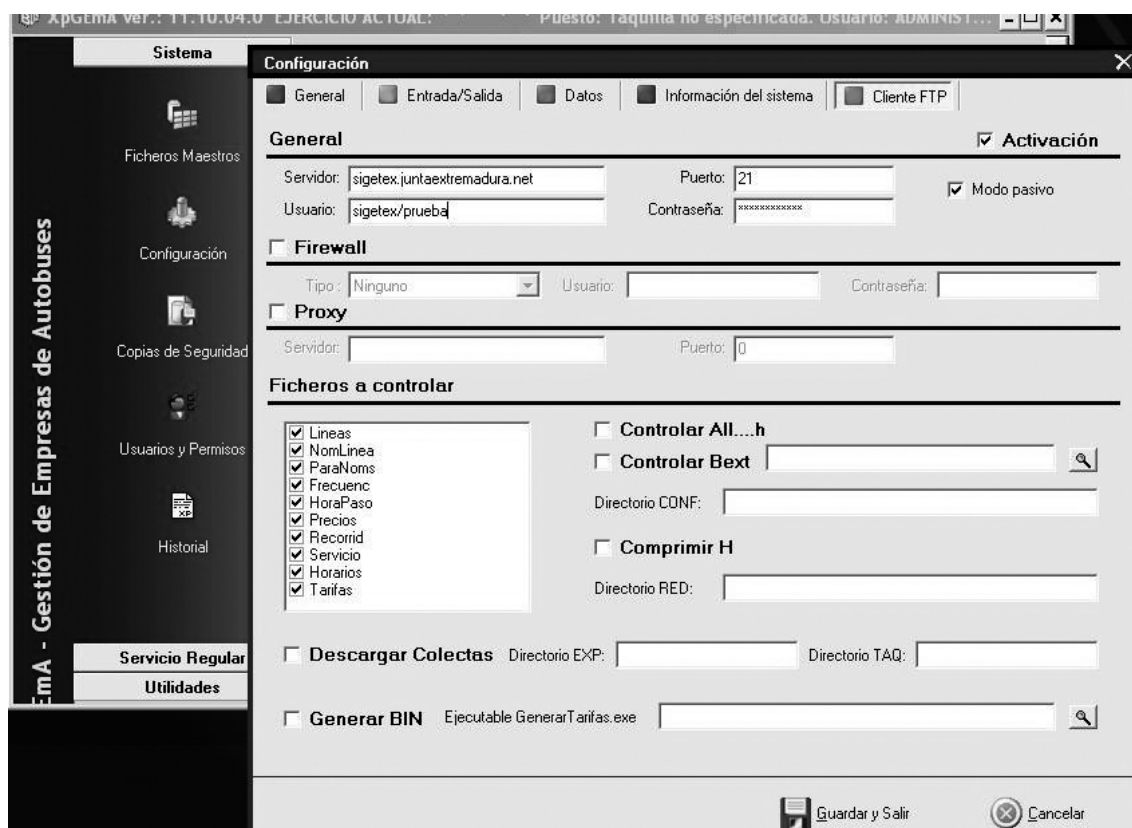 XpGEmA Ver.: 11.10.04.0 EJERCICIO ACTUAL: Puesto: Taquilla no especificada. Usuario: ADMINIST...
EmA - Gestión de Empresas de Autobuses
Sistema
Ficheros Maestros
Configuración
Copias de Seguridad
Usuarios y Permisos
Historial
Servicio Regular
Utilidades
Configuración
General Entrada/Salida Datos Información del sistema Cliente FTP
General Activación
Servidor: sigetex.juntaextremadura.net Puerto: 21 Modo pasivo
Usuario: sigetex/prueba Contraseña: ************
Firewall
Tipo: Ninguno Usuario: Contraseña:
Proxy
Servidor: Puerto: 0
Ficheros a controlar
Lineas
NomLinea
ParaNoms
Frecuenc
HoraPaso
Precios
Recorrid
Servicio
Horarios
Tarifas
Controlar All....h
Controlar Bext
Directorio CONF:
Comprimir H
Directorio RED:
Descargar Colectas Directorio EXP: Directorio TAQ:
Generar BIN Ejecutable GenerarTarifas.exe
Guardar y Salir Cancelar